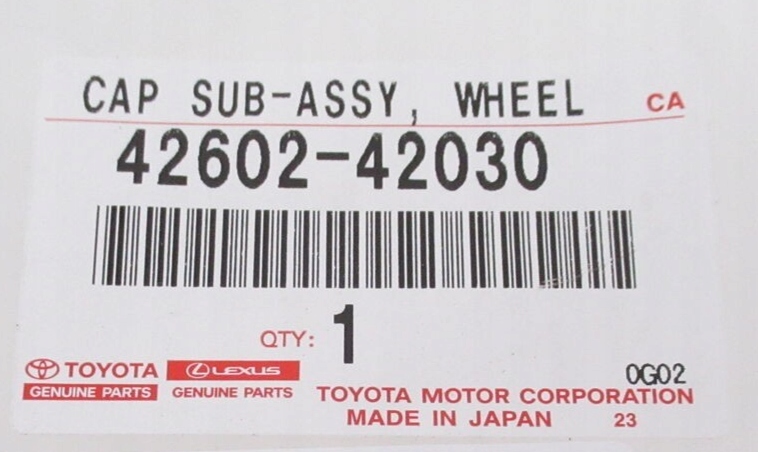 CAP SUB-ASSY, WHEEL CA
42602-42030
QTY: 1
TOYOTA LEXUS
GENUINE PARTS GENUINE PARTS
0G02
TOYOTA MOTOR CORPORATION
MADE IN JAPAN 23